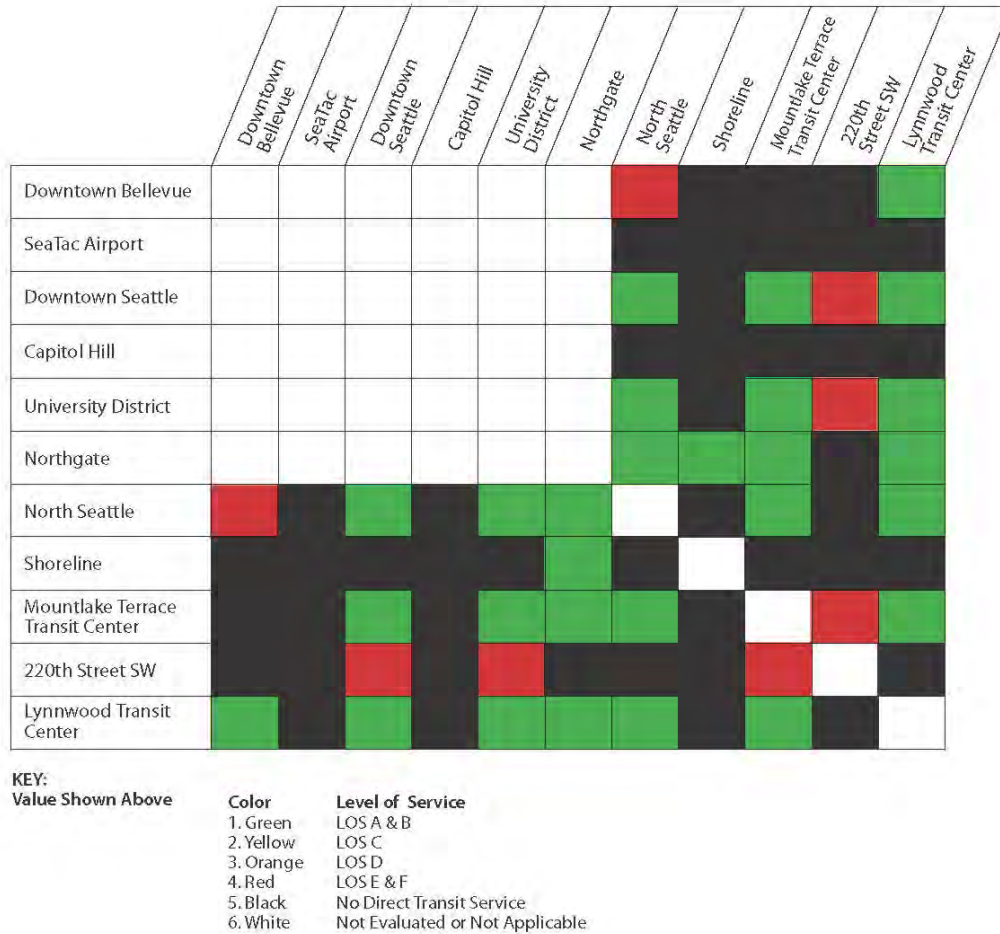 Downtown
Bellevue
SeaTac
Airport
Downtown
Seattle
Capitol Hill
University
District
Northgate
North
Seattle
Shoreline
Mountlake Terrace
Transit Center
220th
Street SW
Lynnwood
Transit Center
Downtown Bellevue
SeaTac Airport
Downtown Seattle
Capitol Hill
University District
Northgate
North Seattle
Shoreline
Mountlake Terrace
Transit Center
220th Street SW
Lynnwood Transit
Center
KEY:
Value Shown Above
Color Level of Service
1. Green LOS A & B
2. Yellow LOS C
3. Orange LOS D
4. Red LOS E & F
5. Black No Direct Transit Service
6. White Not Evaluated or Not Applicable